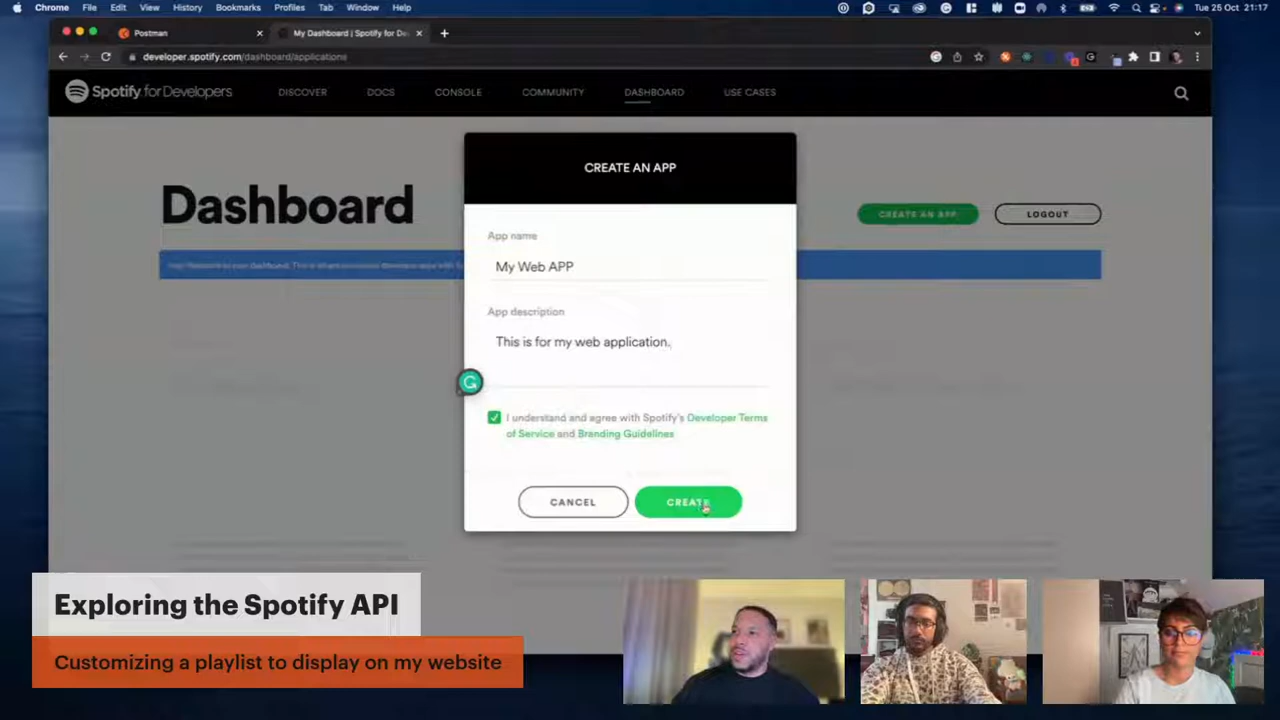 Chrome File Edit View History Bookmarks Profiles Tab Window Help Tue 25 Oct 21:17
Postman My Dashboard | Spotify for De
developer.spotify.com/dashboard/applications
Spotify for Developers DISCOVER DOCS CONSOLE COMMUNITY DASHBOARD USE CASES
CREATE AN APP
Dashboard
CREATE AN APP LOGOUT
App name
My Web APP
App description
This is for my web application.
I understand and agree with Spotify's Developer Terms
of Service and Branding Guidelines
CANCEL CREATE
Exploring the Spotify API
Customizing a playlist to display on my website